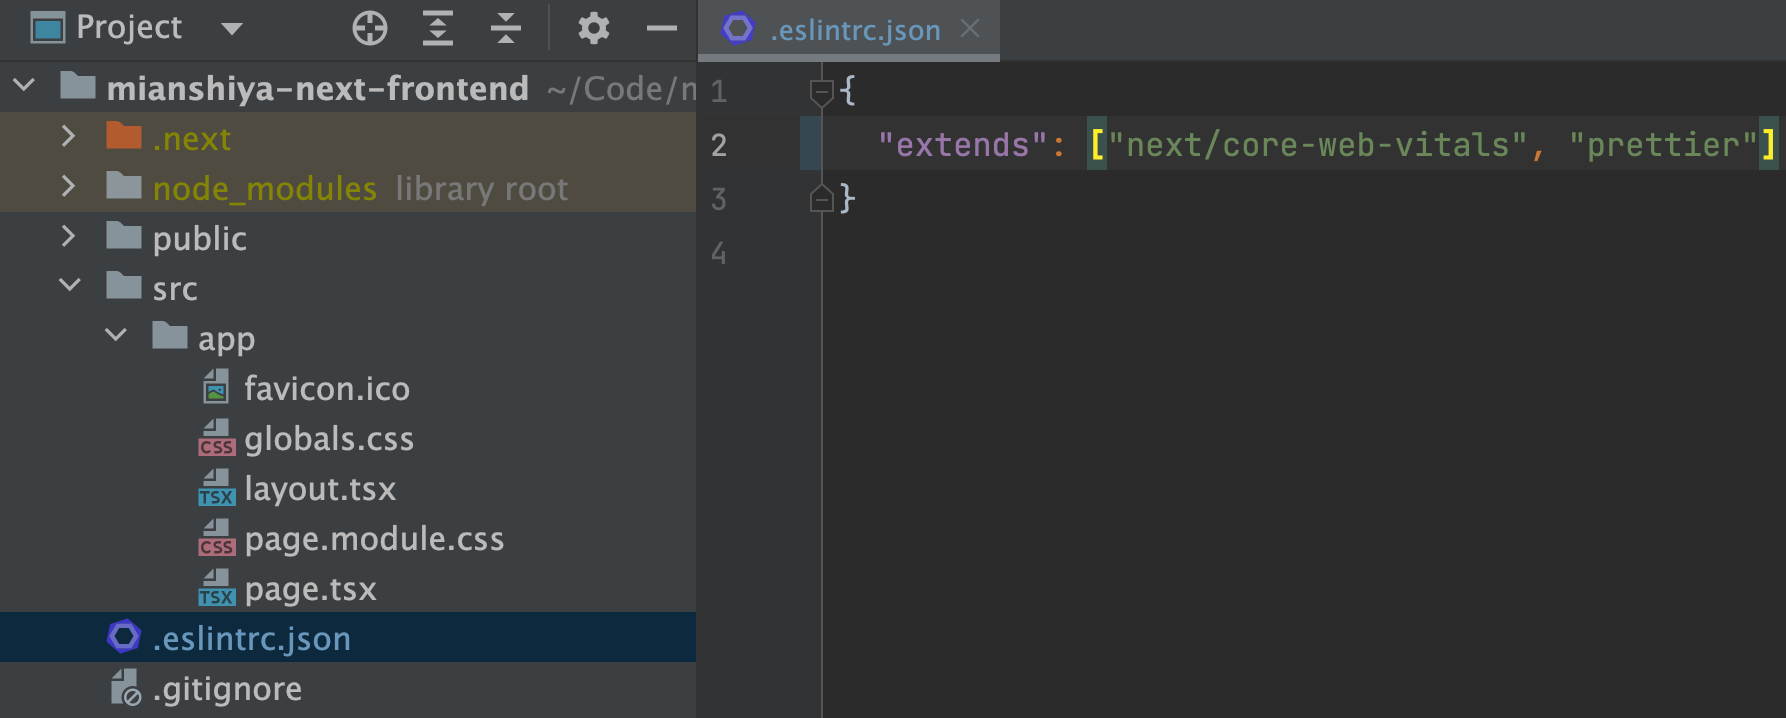 Project
mianshiya-next-frontend ~/Code/
.next
node_modules library root
public
src
app
favicon.ico
CSS globals.css
TSX layout.tsx
CSS page.module.css
TSX page.tsx
.eslintrc.json
.gitignore
.eslintrc.json
1 {
2 "extends": ["next/core-web-vitals", "prettier"]
3 }
4